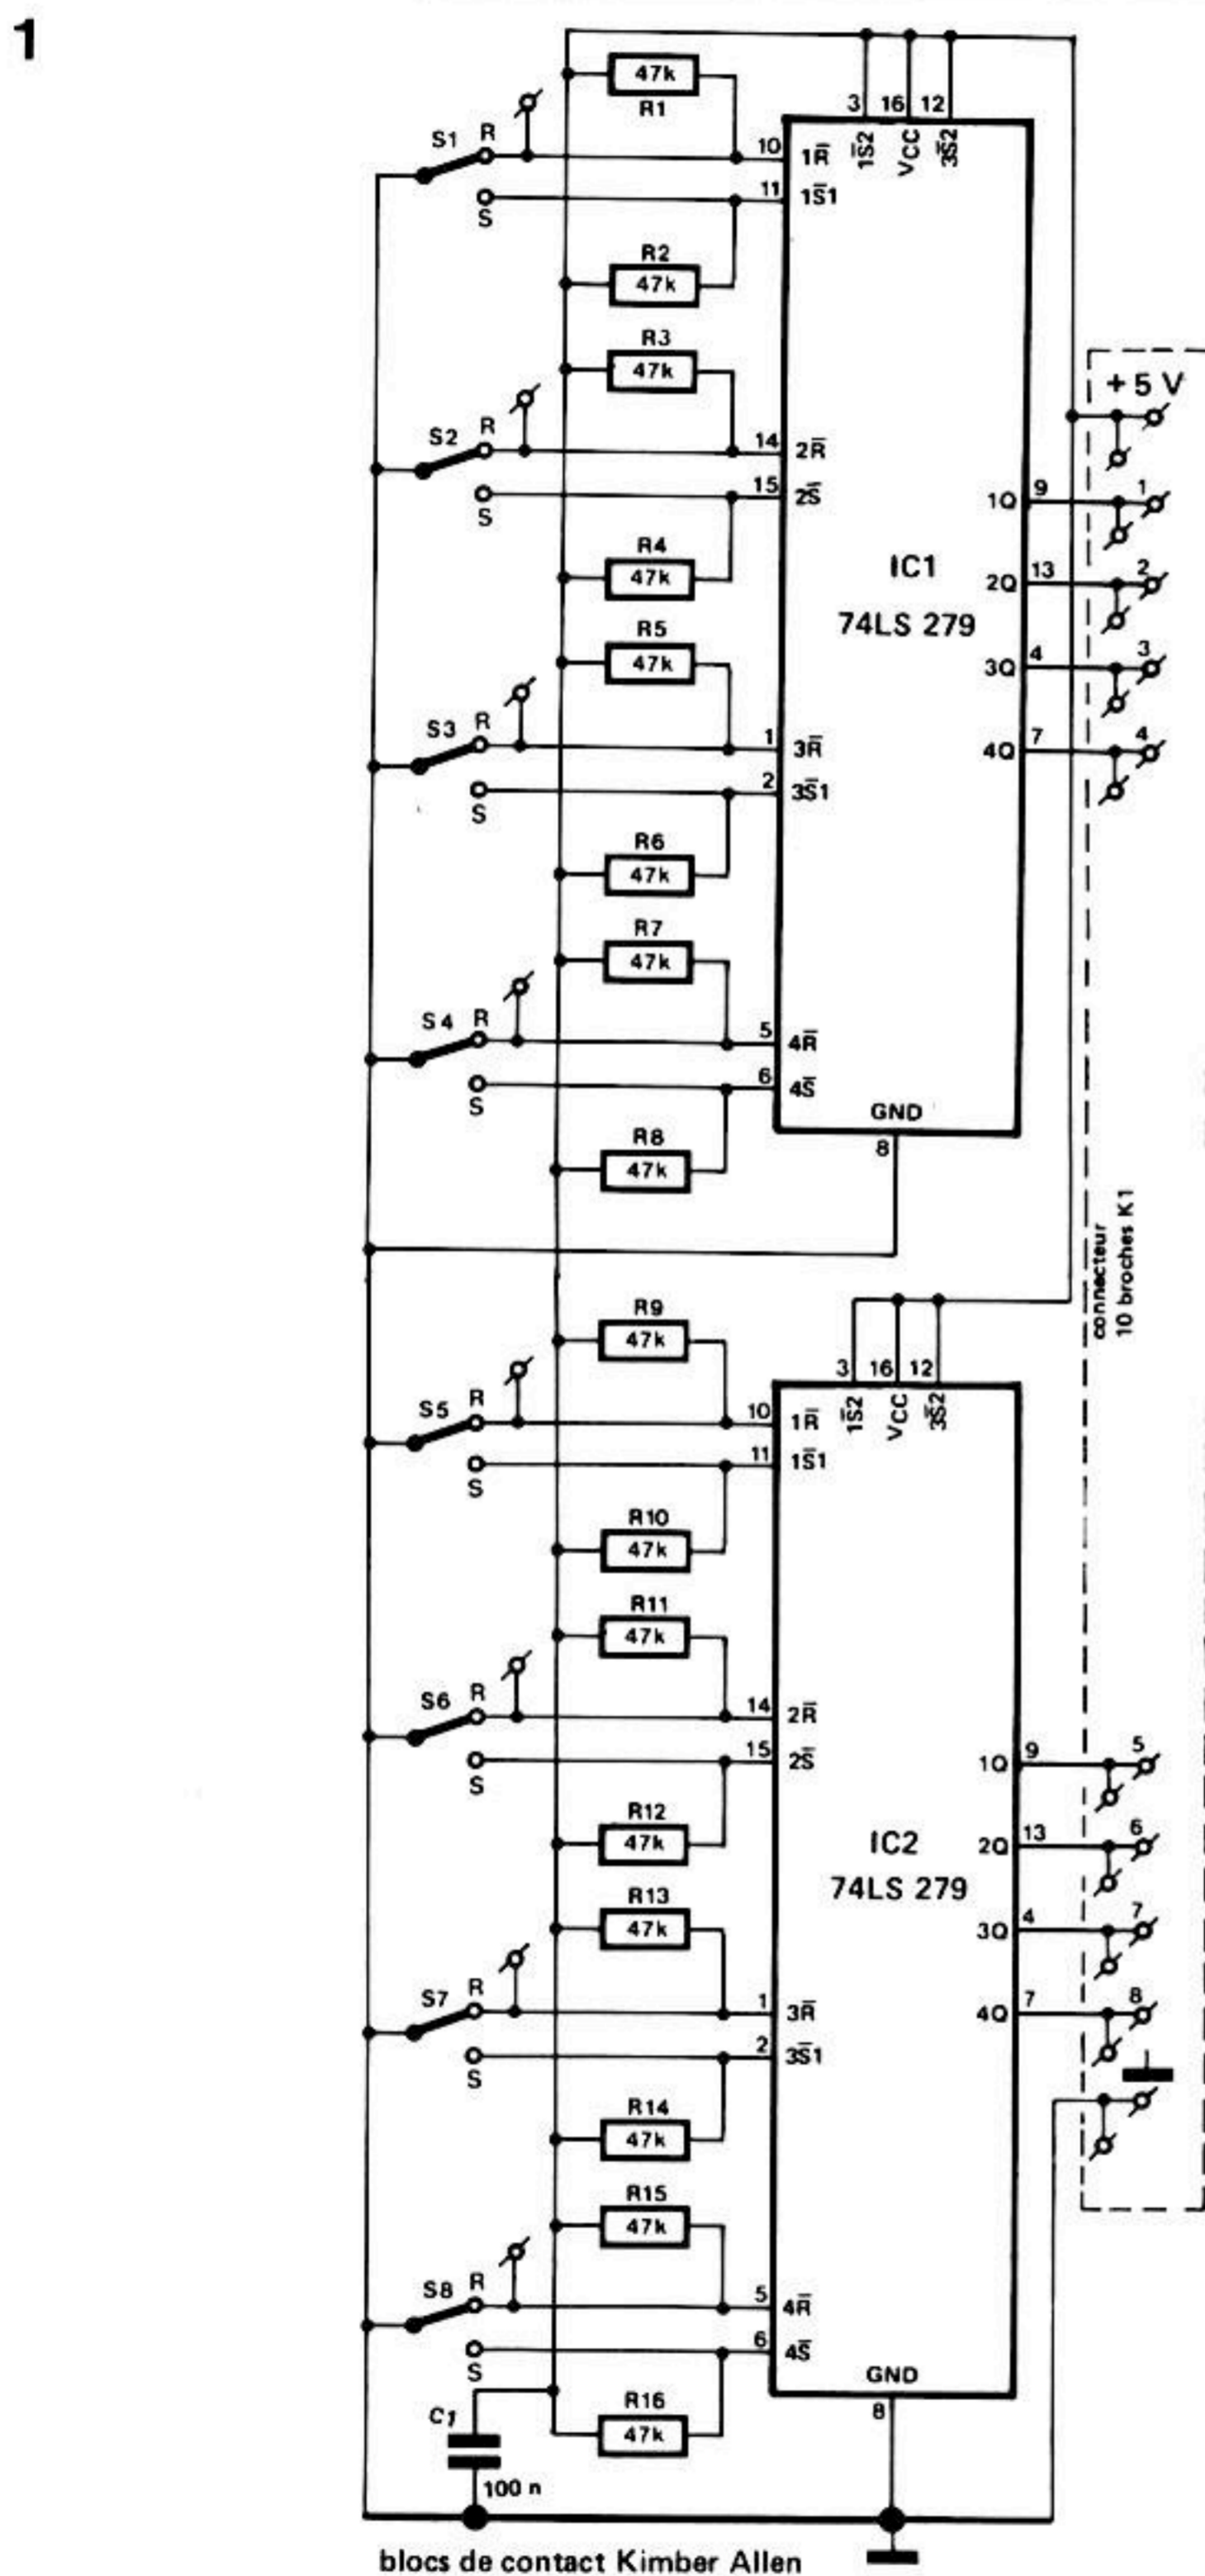 1
47k
R1
3 16 12
1S̅2 VCC 3S̅2
S1 R
10 1R̅
11 1S̅1
S
R2
47k
R3
47k
+ 5 V
S2 R
14 2R̅
15 2S̅
S
1Q 9 1
R4
47k
IC1
2Q 13 2
74LS 279
R5
47k
3Q 4 3
S3 R
1 3R̅
4Q 7 4
2 3S̅1
S
R6
47k
R7
47k
S4 R
5 4R̅
6 4S̅
S
GND
8
R8
47k
connecteur
10 broches K1
R9
47k
3 16 12
1S̅2 VCC 3S̅2
S5 R
10 1R̅
11 1S̅1
S
R10
47k
R11
47k
S6 R
14 2R̅
15 2S̅
S
1Q 9 5
R12
47k
IC2
2Q 13 6
74LS 279
R13
47k
3Q 4 7
S7 R
1 3R̅
4Q 7 8
2 3S̅1
S
R14
47k
R15
47k
S8 R
5 4R̅
6 4S̅
S
GND
8
R16
47k
C1
100 n
blocs de contact Kimber Allen